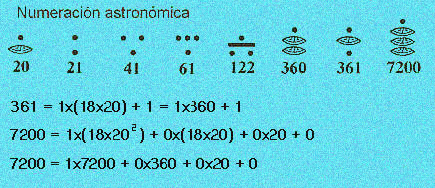 Numeración astronómica
20 21 41 61 122 360 361 7200
361 = 1x(18x20) + 1 = 1x360 + 1
7200 = 1x(18x20²) + 0x(18x20) + 0x20 + 0
7200 = 1x7200 + 0x360 + 0x20 + 0